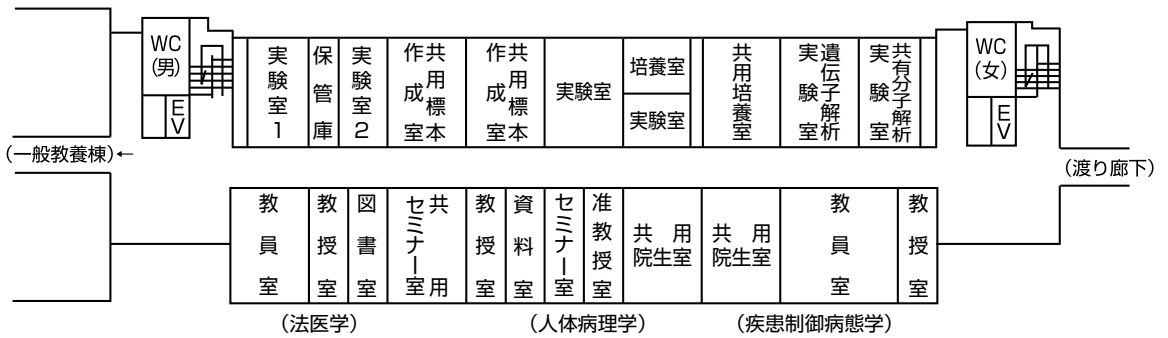 WC
(男)
EV
実験室1
保管庫
実験室2
共用標本
作成室
共用標本
作成室
実験室
培養室
実験室
共用培養室
遺伝子解析
実験室
共有分子解析
実験室
WC
(女)
EV
(一般教養棟)←
(渡り廊下)
教員室
教授室
図書室
共用
セミナー室
教授室
資料室
セミナー室
准教授室
共用
院生室
共用
院生室
教員室
教授室
(法医学)
(人体病理学)
(疾患制御病態学)